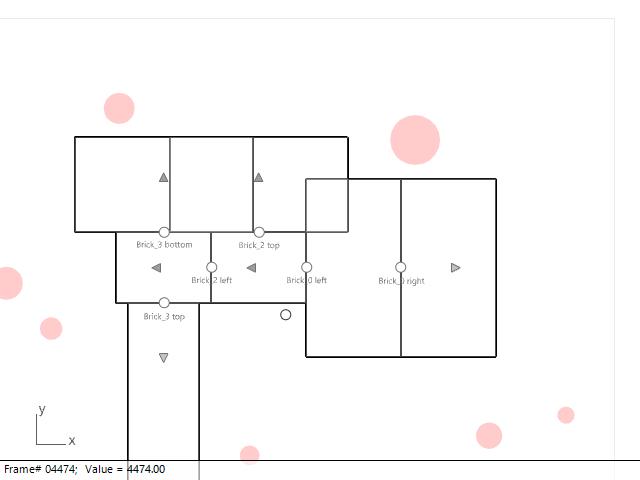 Brick_3 bottom
Brick_2 top
Brick_2 left
Brick_0 left
Brick_0 right
Brick_3 top
y
x
Frame# 04474;  Value = 4474.00